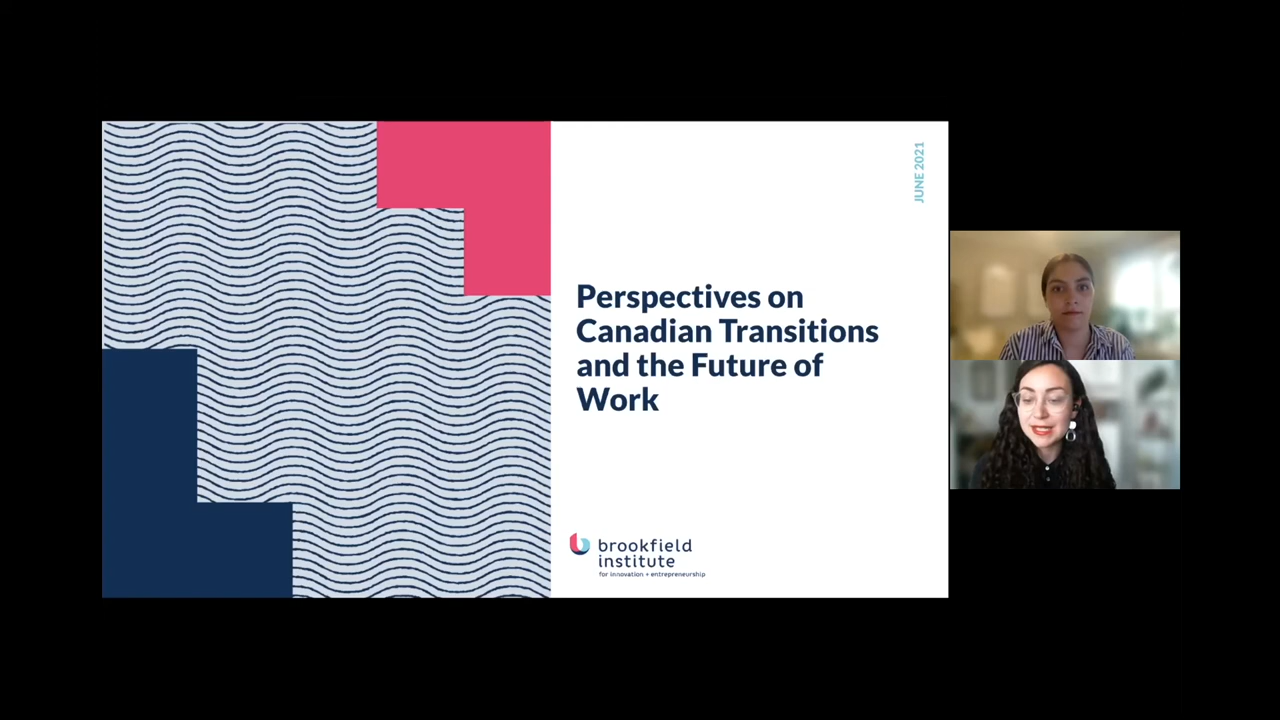 JUNE 2021
Perspectives on
Canadian Transitions
and the Future of
Work
brookfield
institute
for innovation + entrepreneurship